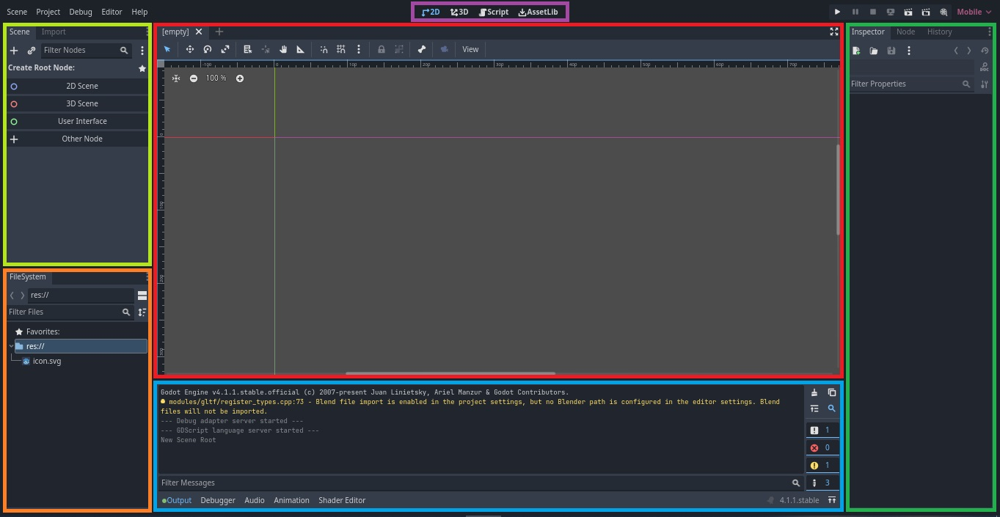 Scene Project Debug Editor Help
2D 3D Script AssetLib
Mobile
Scene Import
Filter Nodes
Create Root Node:
2D Scene
3D Scene
User Interface
Other Node
FileSystem
res://
Filter Files
Favorites:
res://
icon.svg
[empty]
View
-100 0 100 200 300 400 500 600 700
100 %
0
100
200
300
Godot Engine v4.1.1.stable.official (c) 2007-present Juan Linietsky, Ariel Manzur & Godot Contributors.
modules/gltf/register_types.cpp:73 - Blend file import is enabled in the project settings, but no Blender path is configured in the editor settings. Blend
files will not be imported.
--- Debug adapter server started ---
--- GDScript language server started ---
New Scene Root
1
0
1
3
Filter Messages
Output Debugger Audio Animation Shader Editor
4.1.1.stable
Inspector Node History
DOC
Filter Properties